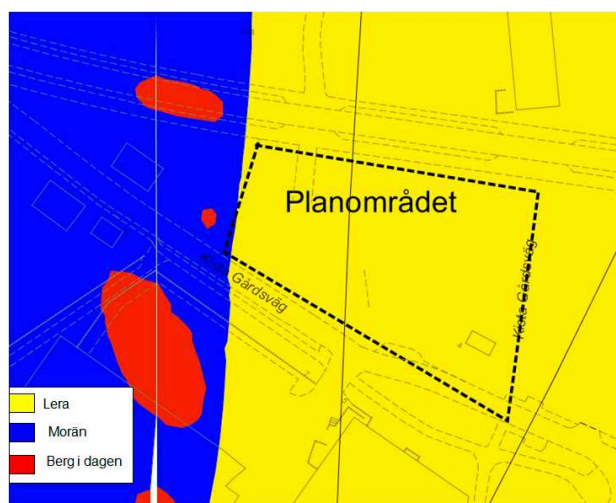 Planområdet
Kista Gårdsväg
Kista Gårdsväg
Lera
Morän
Berg i dagen